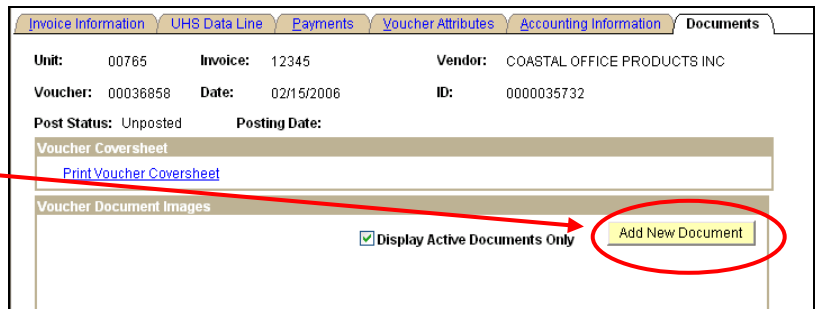 Invoice Information UHS Data Line Payments Voucher Attributes Accounting Information Documents
Unit: 00765 Invoice: 12345 Vendor: COASTAL OFFICE PRODUCTS INC
Voucher: 00036858 Date: 02/15/2006 ID: 0000035732
Post Status: Unposted Posting Date:
Voucher Coversheet
Print Voucher Coversheet
Voucher Document Images
Display Active Documents Only Add New Document